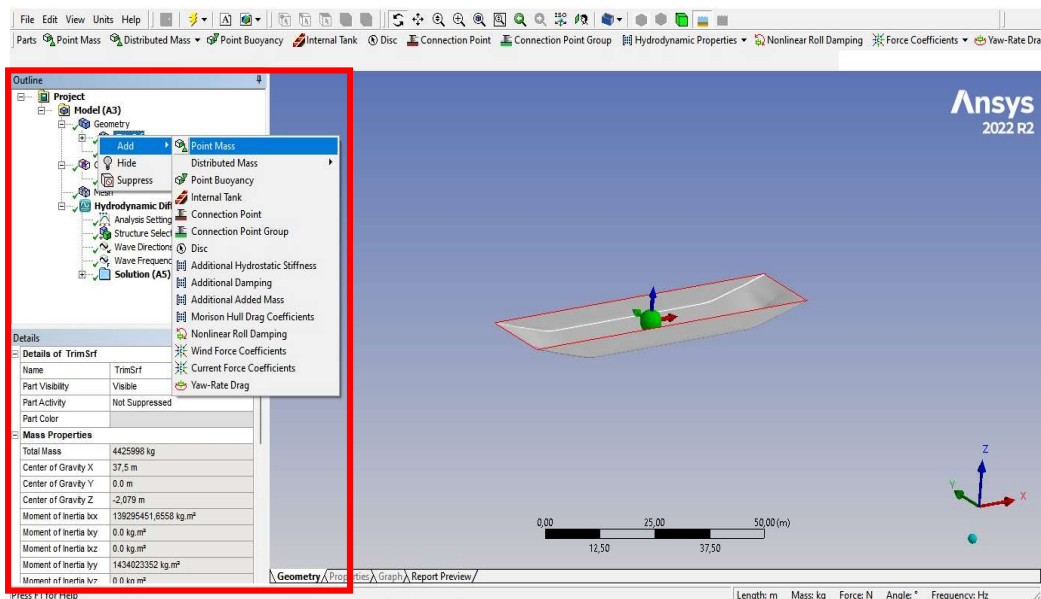 File Edit View Units Help
Parts Point Mass Distributed Mass Point Buoyancy Internal Tank Disc Connection Point Connection Point Group Hydrodynamic Properties Nonlinear Roll Damping Force Coefficients Yaw-Rate Dra
Outline
Project
Model (A3)
Geometry
Mesh
Hydrodynamic Diff
Analysis Setting
Structure Select
Wave Directions
Wave Frequenc
Solution (A5)
Add
Hide
Suppress
Point Mass
Distributed Mass
Point Buoyancy
Internal Tank
Connection Point
Connection Point Group
Disc
Additional Hydrostatic Stiffness
Additional Damping
Additional Added Mass
Morison Hull Drag Coefficients
Nonlinear Roll Damping
Wind Force Coefficients
Current Force Coefficients
Yaw-Rate Drag
Details
Details of TrimSrf
Name TrimSrf
Part Visibility Visible
Part Activity Not Suppressed
Part Color
Mass Properties
Total Mass 4425998 kg
Center of Gravity X 37,5 m
Center of Gravity Y 0.0 m
Center of Gravity Z -2,079 m
Moment of Inertia Ixx 139295451,6558 kg.m²
Moment of Inertia Ixy 0.0 kg.m²
Moment of Inertia Ixz 0.0 kg.m²
Moment of Inertia Iyy 1434023352 kg.m²
Moment of Inertia Iyz 0.0 kg.m²
Ansys
2022 R2
Z
Y
X
0,00 25,00 50,00 (m)
12,50 37,50
Geometry Properties Graph Report Preview
Press F1 for Help
Length: m Mass: kg Force: N Angle: ° Frequency: Hz